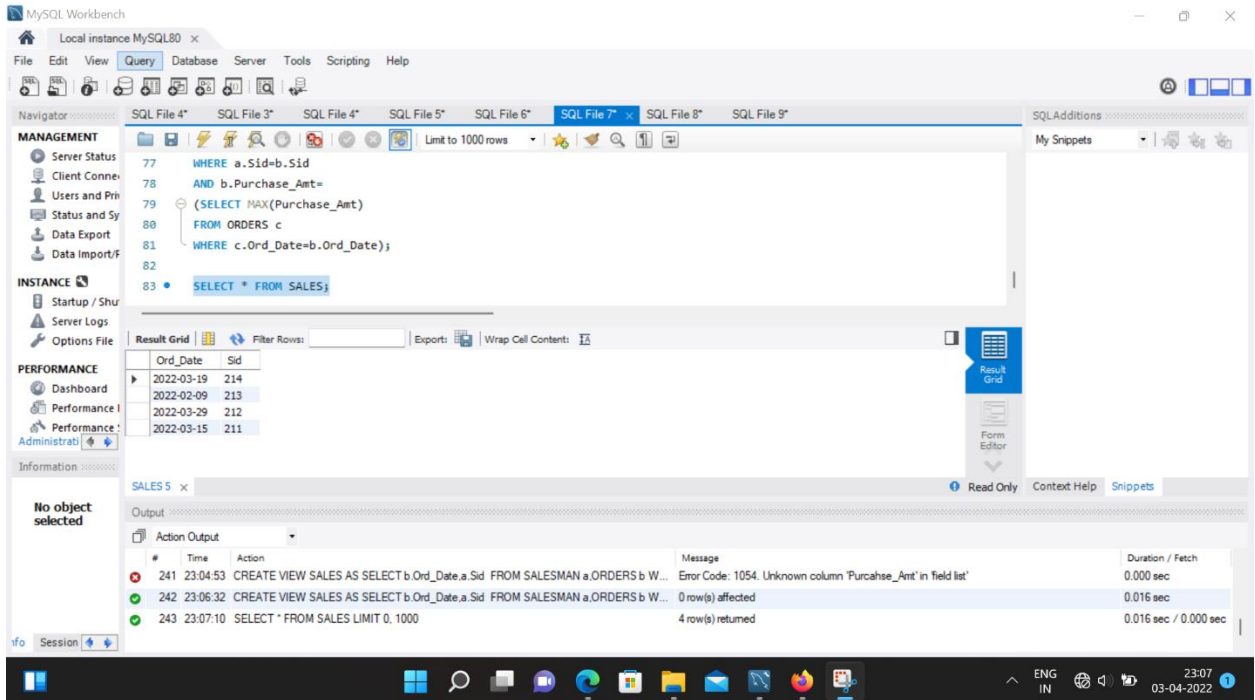 MySQL Workbench
Local instance MySQL80
File Edit View Query Database Server Tools Scripting Help
Navigator
SQL File 4* SQL File 3* SQL File 4* SQL File 5* SQL File 6* SQL File 7* SQL File 8* SQL File 9*
SQLAdditions
MANAGEMENT
Server Status
Client Conne
Users and Priv
Status and Sy
Data Export
Data Import/F
INSTANCE
Startup / Shu
Server Logs
Options File
PERFORMANCE
Dashboard
Performance
Performance
Administrati
Information
No object
selected
Session
Limit to 1000 rows
My Snippets
77 WHERE a.Sid=b.Sid
78 AND b.Purchase_Amt=
79 (SELECT MAX(Purchase_Amt)
80 FROM ORDERS c
81 WHERE c.Ord_Date=b.Ord_Date);
82
83 SELECT * FROM SALES;
Result Grid Filter Rows: Export: Wrap Cell Content: IA
Ord_Date Sid
2022-03-19 214
2022-02-09 213
2022-03-29 212
2022-03-15 211
Result
Grid
Form
Editor
SALES 5
Read Only
Context Help Snippets
Output
Action Output
# Time Action Message Duration / Fetch
241 23:04:53 CREATE VIEW SALES AS SELECT b.Ord_Date,a.Sid FROM SALESMAN a,ORDERS b W... Error Code: 1054. Unknown column 'Purcahse_Amt' in 'field list' 0.000 sec
242 23:06:32 CREATE VIEW SALES AS SELECT b.Ord_Date,a.Sid FROM SALESMAN a,ORDERS b W... 0 row(s) affected 0.016 sec
243 23:07:10 SELECT * FROM SALES LIMIT 0, 1000 4 row(s) returned 0.016 sec / 0.000 sec
ENG
IN
23:07
03-04-2022
1